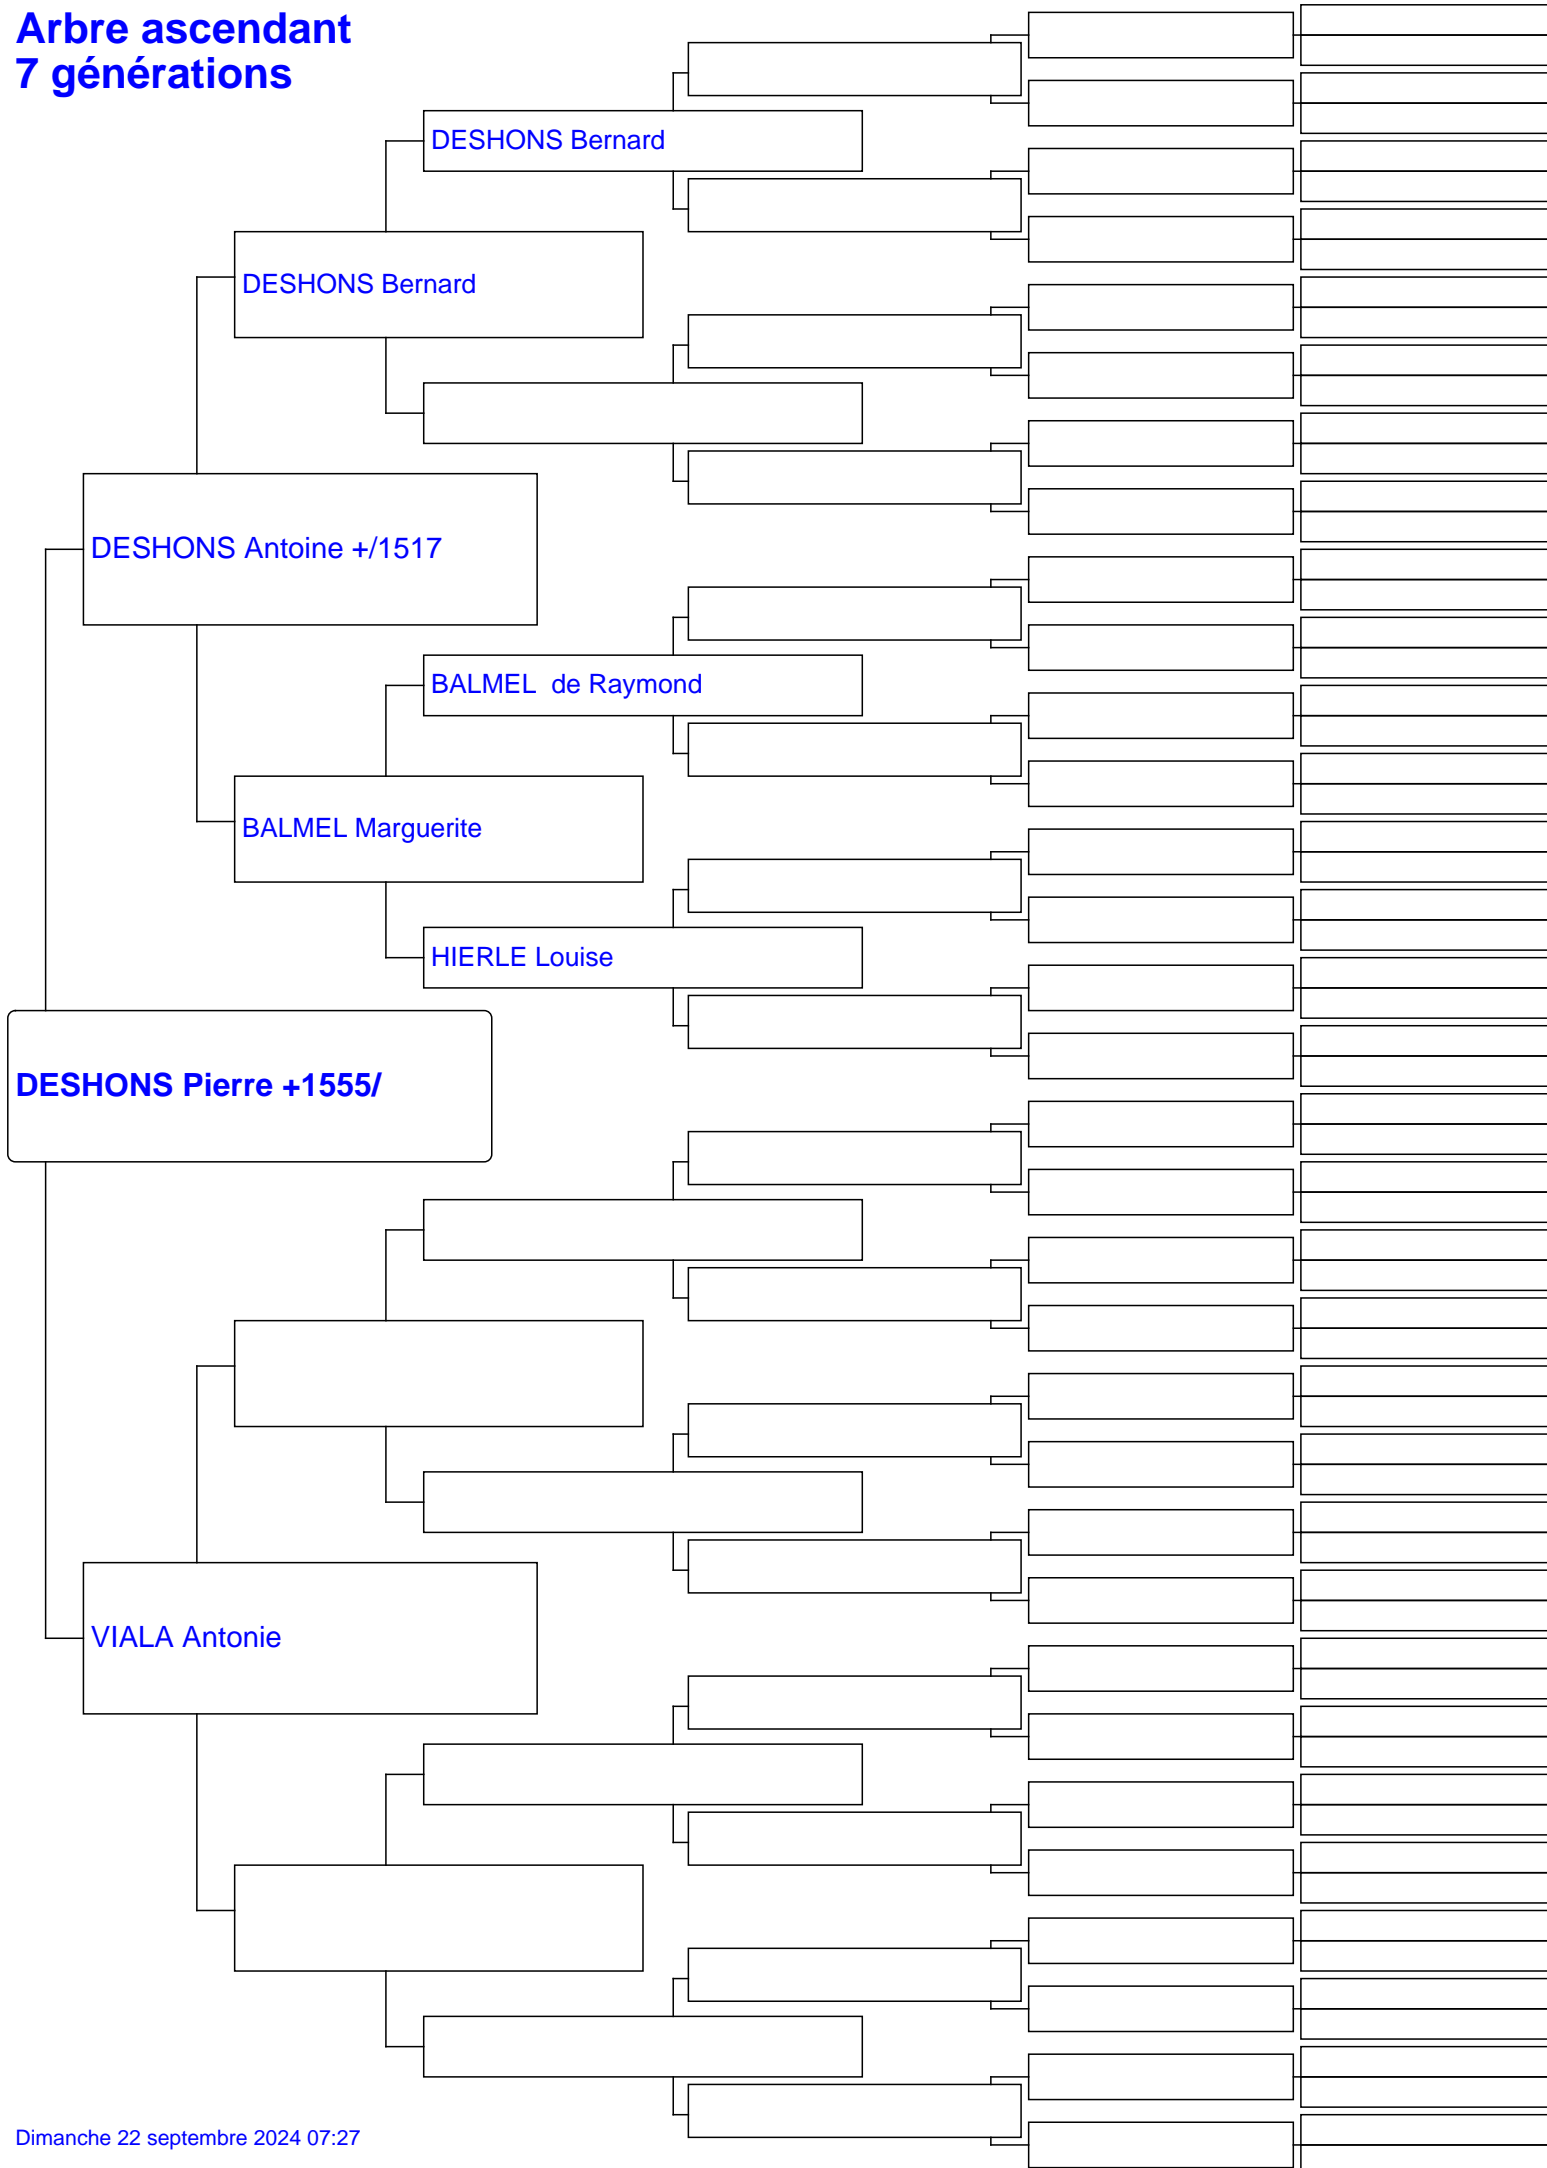 Arbre ascendant
7 générations
DESHONS Bernard
DESHONS Bernard
DESHONS Antoine +/1517
BALMEL  de Raymond
BALMEL Marguerite
HIERLE Louise
DESHONS Pierre +1555/
VIALA Antonie
Dimanche 22 septembre 2024 07:27